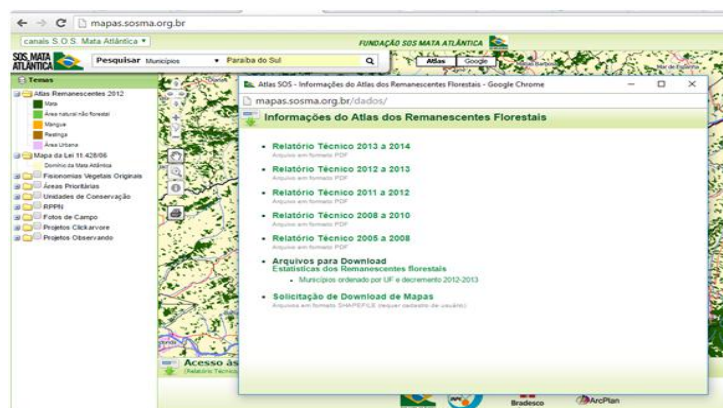 mapas.sosma.org.br
canais S.O.S. Mata Atlântica
FUNDAÇÃO SOS MATA ATLÂNTICA
SOS MATA ATLÂNTICA
Pesquisar Municípios Paraíba do Sul
Atlas Google
Temas
Atlas Remanescentes 2012
Mata
Área natural não florestal
Mangue
Restinga
Área Urbana
Mapa da Lei 11.428/06
Domínio da Mata Atlântica
Fisionomias Vegetais Originais
Áreas Prioritárias
Unidades de Conservação
RPPN
Fotos de Campo
Projetos Clickarvore
Projetos Observando
Atlas SOS - Informações do Atlas dos Remanescentes Florestais - Google Chrome
mapas.sosma.org.br/dados/
Informações do Atlas dos Remanescentes Florestais
Relatório Técnico 2013 a 2014
Arquivo em formato PDF
Relatório Técnico 2012 a 2013
Arquivo em formato PDF
Relatório Técnico 2011 a 2012
Arquivo em formato PDF
Relatório Técnico 2008 a 2010
Arquivo em formato PDF
Relatório Técnico 2005 a 2008
Arquivo em formato PDF
Arquivos para Download
Estatísticas dos Remanescentes florestais
Municípios ordenado por UF e decremento 2012-2013
Solicitação de Download de Mapas
Arquivos em formato SHAPEFILE (requer cadastro de usuário)
Acesso às
(Relatório Técnico
Bradesco
ArcPlan